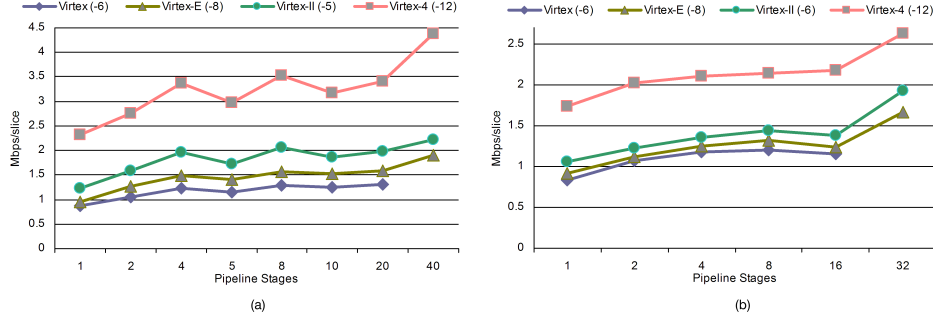 Virtex (-6) Virtex-E (-8) Virtex-II (-5) Virtex-4 (-12)
4.5
4
3.5
3
2.5
2
1.5
1
0.5
0
Mbps/slice
1 2 4 5 8 10 20 40
Pipeline Stages
(a)
Virtex (-6) Virtex-E (-8) Virtex-II (-6) Virtex-4 (-12)
2.5
2
1.5
1
0.5
0
Mbps/slice
1 2 4 8 16 32
Pipeline Stages
(b)